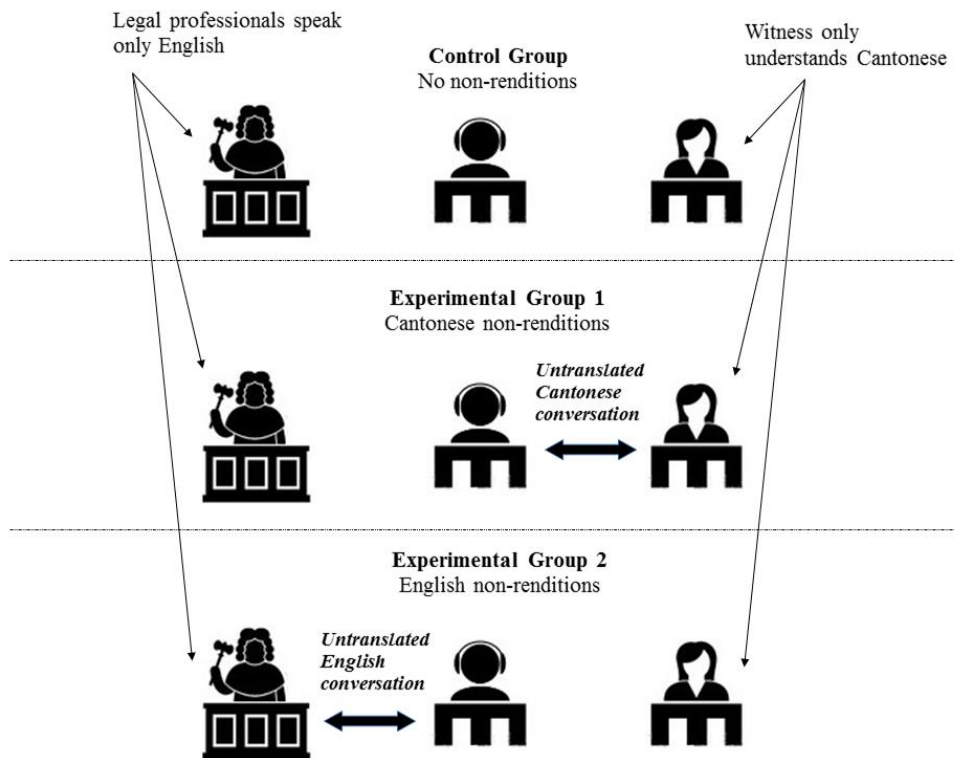 Legal professionals speak
only English
Control Group
No non-renditions
Witness only
understands Cantonese
Experimental Group 1
Cantonese non-renditions
Untranslated
Cantonese
conversation
Experimental Group 2
English non-renditions
Untranslated
English
conversation